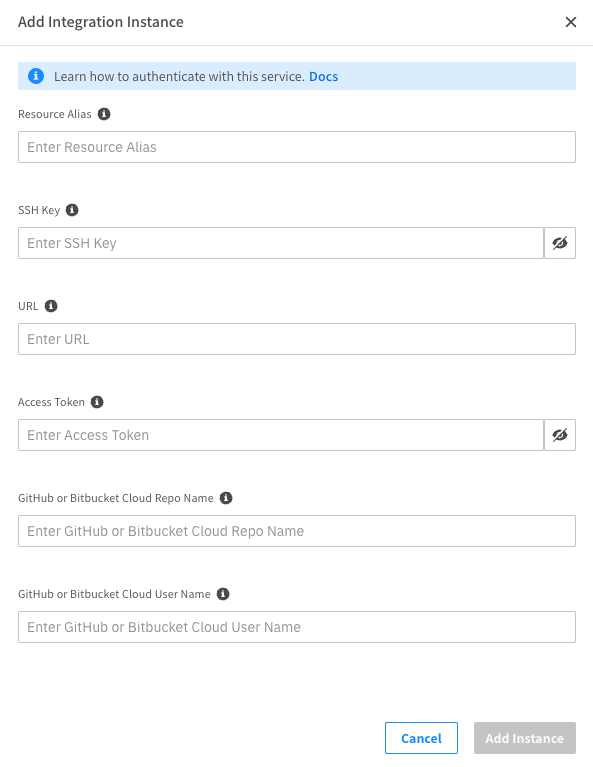 Add Integration Instance
Learn how to authenticate with this service. Docs
Resource Alias
Enter Resource Alias
SSH Key
Enter SSH Key
URL
Enter URL
Access Token
Enter Access Token
GitHub or Bitbucket Cloud Repo Name
Enter GitHub or Bitbucket Cloud Repo Name
GitHub or Bitbucket Cloud User Name
Enter GitHub or Bitbucket Cloud User Name
Cancel Add Instance